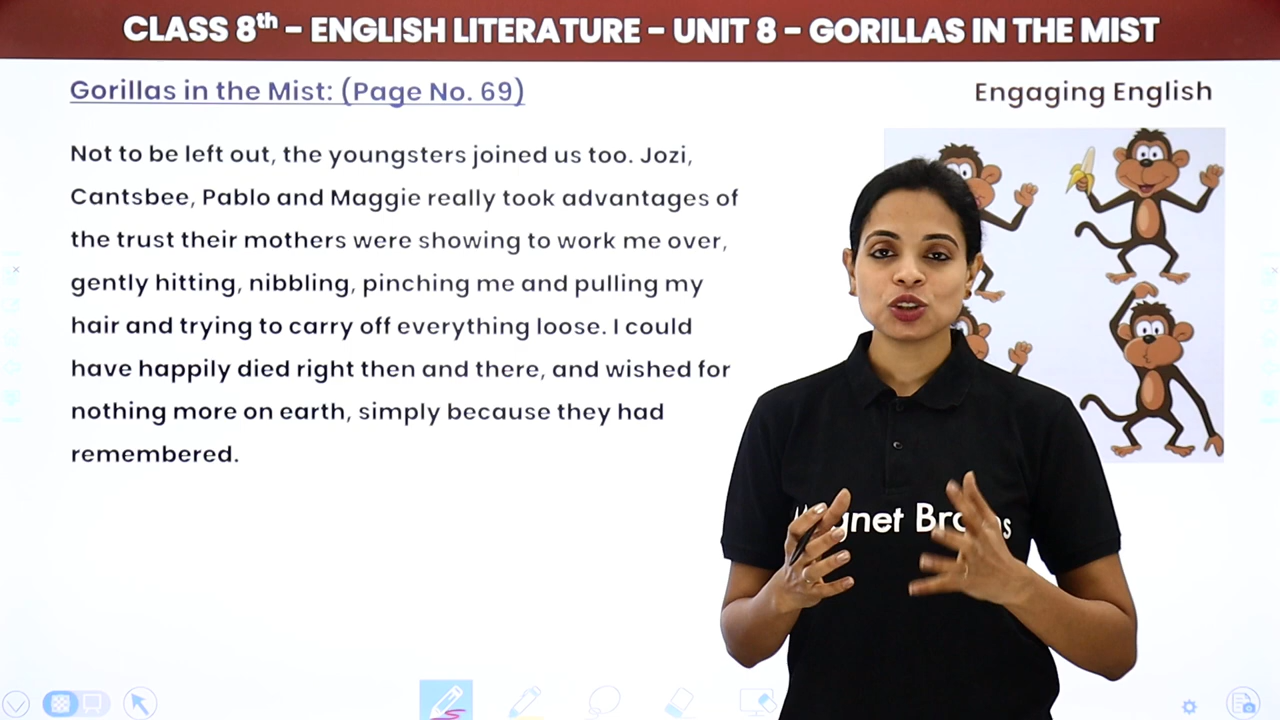 CLASS 8th – ENGLISH LITERATURE – UNIT 8 – GORILLAS IN THE MIST
Gorillas in the Mist: (Page No. 69)
Engaging English
Not to be left out, the youngsters joined us too. Jozi,
Cantsbee, Pablo and Maggie really took advantages of
the trust their mothers were showing to work me over,
gently hitting, nibbling, pinching me and pulling my
hair and trying to carry off everything loose. I could
have happily died right then and there, and wished for
nothing more on earth, simply because they had
remembered.
Magnet Brains